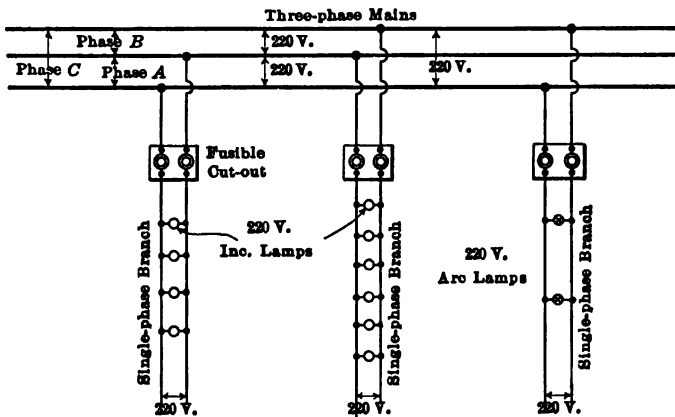 Three-phase Mains
Phase B
220 V.
Phase C
Phase A
220 V.
220 V.
Fusible
Cut-out
Single-phase Branch
220 V.
Inc. Lamps
Single-phase Branch
220 V.
Arc Lamps
Single-phase Branch
220 V.
220 V.
220 V.